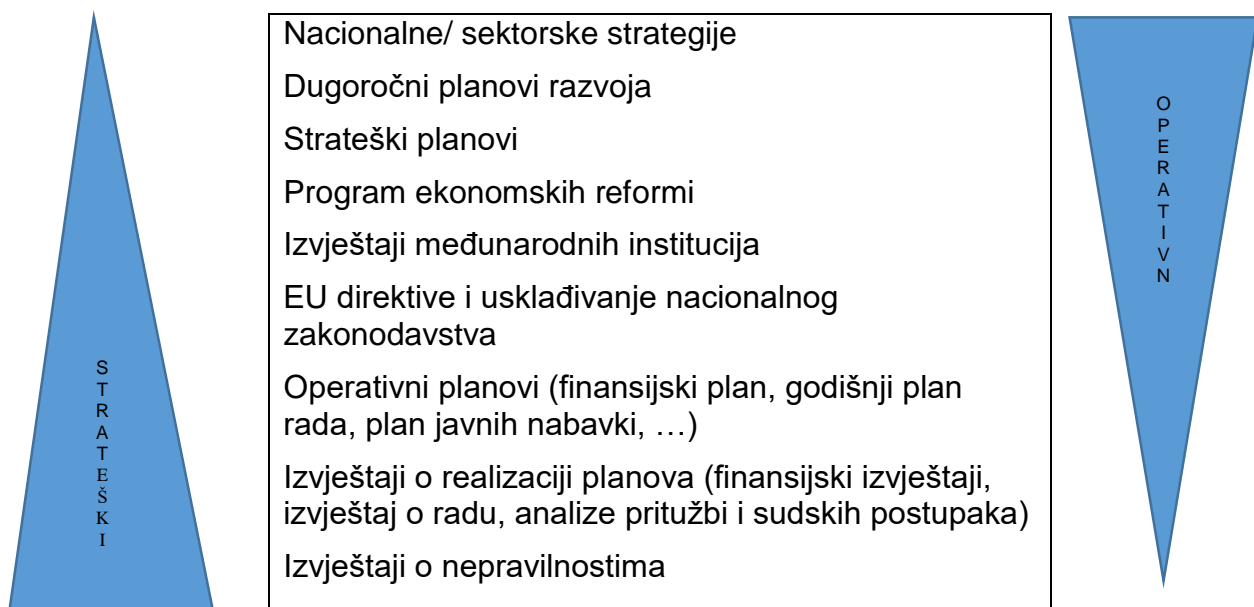 STRATEŠKI
Nacionalne/ sektorske strategije
Dugoročni planovi razvoja
Strateški planovi
Program ekonomskih reformi
Izvještaji međunarodnih institucija
EU direktive i usklađivanje nacionalnog
zakonodavstva
Operativni planovi (finansijski plan, godišnji plan
rada, plan javnih nabavki, …)
Izvještaji o realizaciji planova (finansijski izvještaji,
izvještaj o radu, analize pritužbi i sudskih postupaka)
Izvještaji o nepravilnostima
OPERATIVN